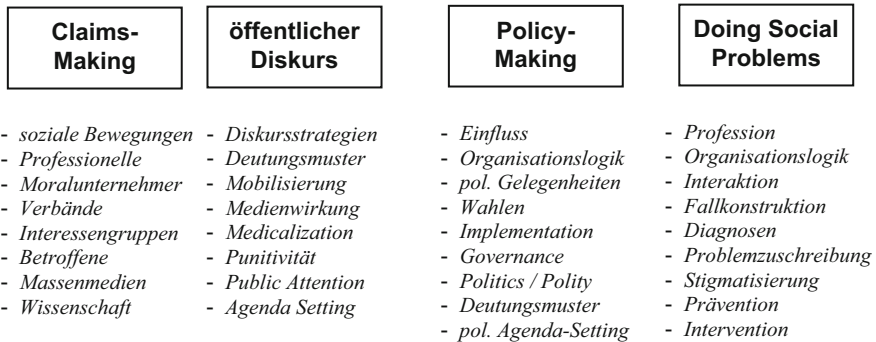 Claims-
Making
- soziale Bewegungen
- Professionelle
- Moralunternehmer
- Verbände
- Interessengruppen
- Betroffene
- Massenmedien
- Wissenschaft
öffentlicher
Diskurs
- Diskursstrategien
- Deutungsmuster
- Mobilisierung
- Medienwirkung
- Medicalization
- Punitivität
- Public Attention
- Agenda Setting
Policy-
Making
- Einfluss
- Organisationslogik
- pol. Gelegenheiten
- Wahlen
- Implementation
- Governance
- Politics / Polity
- Deutungsmuster
- pol. Agenda-Setting
Doing Social
Problems
- Profession
- Organisationslogik
- Interaktion
- Fallkonstruktion
- Diagnosen
- Problemzuschreibung
- Stigmatisierung
- Prävention
- Intervention